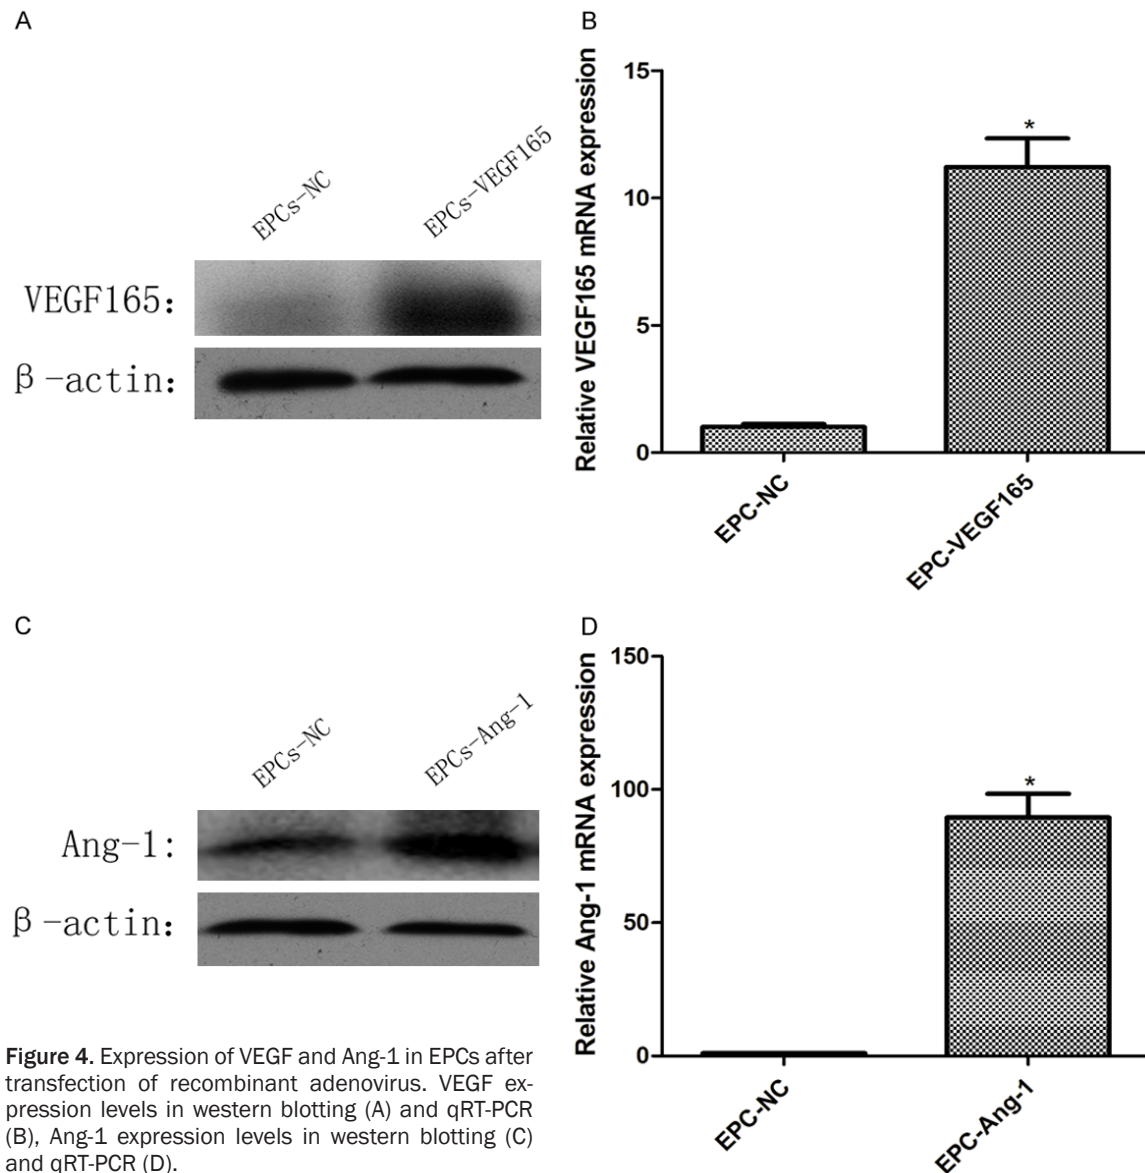 A
EPCs-NC
EPCs-VEGF165
VEGF165:
β-actin:
B
Relative VEGF165 mRNA expression
15
10
5
0
*
EPC-NC
EPC-VEGF165
C
EPCs-NC
EPCs-Ang-1
Ang-1:
β-actin:
D
Relative Ang-1 mRNA expression
150
100
50
0
*
EPC-NC
EPC-Ang-1
Figure 4. Expression of VEGF and Ang-1 in EPCs after
transfection of recombinant adenovirus. VEGF ex-
pression levels in western blotting (A) and qRT-PCR
(B), Ang-1 expression levels in western blotting (C)
and qRT-PCR (D).